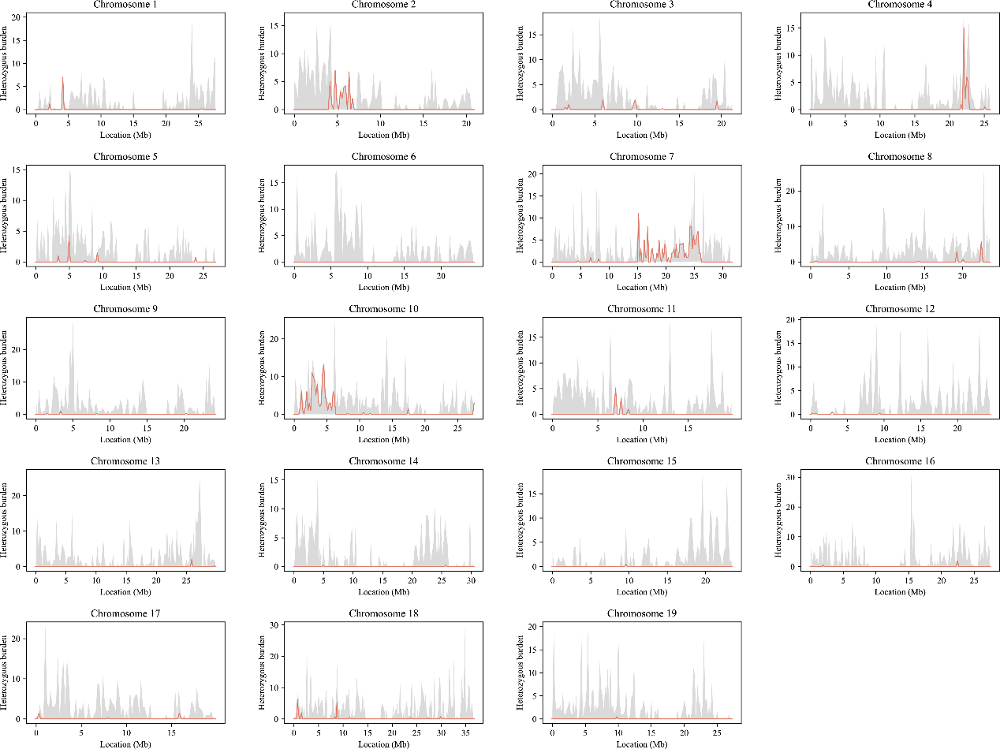 Chromosome 1
Heterozygous burden
20
15
10
5
0
0 5 10 15 20 25
Location (Mb)
Chromosome 2
Heterozygous burden
15
10
5
0
0 5 10 15 20
Location (Mb)
Chromosome 3
Heterozygous burden
15
10
5
0
0 5 10 15 20
Location (Mb)
Chromosome 4
Heterozygous burden
15
10
5
0
0 5 10 15 20 25
Location (Mb)
Chromosome 5
Heterozygous burden
15
10
5
0
0 5 10 15 20 25
Location (Mb)
Chromosome 6
Heterozygous burden
15
10
5
0
0 5 10 15 20
Location (Mb)
Chromosome 7
Heterozygous burden
20
15
10
5
0
0 5 10 15 20 25 30
Location (Mb)
Chromosome 8
Heterozygous burden
20
10
0
0 5 10 15 20
Location (Mb)
Chromosome 9
Heterozygous burden
20
10
0
0 5 10 15 20
Location (Mb)
Chromosome 10
Heterozygous burden
20
10
0
0 5 10 15 20 25
Location (Mb)
Chromosome 11
Heterozygous burden
15
10
5
0
0 5 10 15
Location (Mb)
Chromosome 12
Heterozygous burden
20
15
10
5
0
0 5 10 15 20
Location (Mb)
Chromosome 13
Heterozygous burden
20
10
0
0 5 10 15 20 25
Location (Mb)
Chromosome 14
Heterozygous burden
15
10
5
0
0 5 10 15 20 25 30
Location (Mb)
Chromosome 15
Heterozygous burden
15
10
5
0
0 5 10 15 20
Location (Mb)
Chromosome 16
Heterozygous burden
30
20
10
0
0 5 10 15 20 25
Location (Mb)
Chromosome 17
Heterozygous burden
20
10
0
0 5 10 15
Location (Mb)
Chromosome 18
Heterozygous burden
30
20
10
0
0 5 10 15 20 25 30 35
Location (Mb)
Chromosome 19
Heterozygous burden
20
15
10
5
0
0 5 10 15 20 25
Location (Mb)